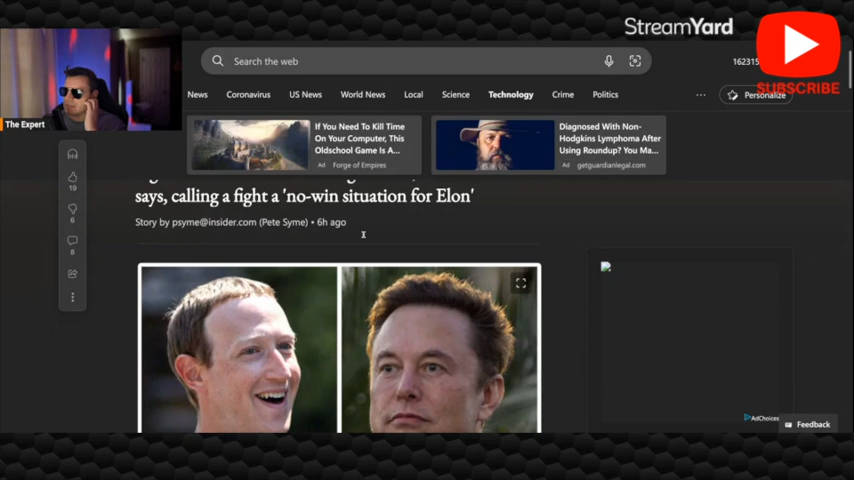 StreamYard
SUBSCRIBE
The Expert
Search the web
162315
News Coronavirus US News World News Local Science Technology Crime Politics ... Personalize
If You Need To Kill Time
On Your Computer, This
Oldschool Game Is A...
Ad Forge of Empires
Diagnosed With Non-
Hodgkins Lymphoma After
Using Roundup? You Ma...
Ad getguardianlegal.com
19
6
8
says, calling a fight a 'no-win situation for Elon'
Story by psyme@insider.com (Pete Syme) • 6h ago
AdChoices
Feedback